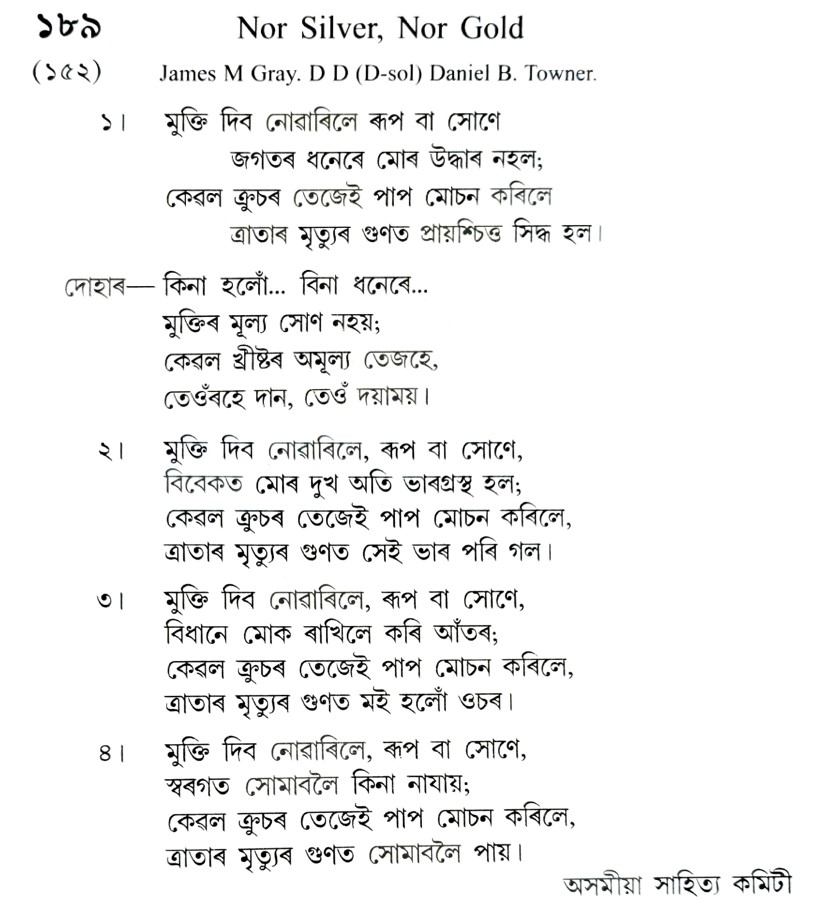 ১৮৯ Nor Silver, Nor Gold
(১৫২) James M Gray. D D (D-sol) Daniel B. Towner.
১। মুক্তি দিব নোৱাৰিলে ৰূপ বা সোণে
জগতৰ ধনেৰে মোৰ উদ্ধাৰ নহল;
কেৱল ক্ৰুচৰ তেজেই পাপ মোচন কৰিলে
ত্ৰাতাৰ মৃত্যুৰ গুণত প্ৰায়শ্চিত্ত সিদ্ধ হল।
দোহাৰ— কিনা হলোঁ... বিনা ধনেৰে...
মুক্তিৰ মূল্য সোণ নহয়;
কেৱল খ্ৰীষ্টৰ অমূল্য তেজহে,
তেওঁৰহে দান, তেওঁ দয়াময়।
২। মুক্তি দিব নোৱাৰিলে, ৰূপ বা সোণে,
বিবেকত মোৰ দুখ অতি ভাৰগ্ৰস্থ হল;
কেৱল ক্ৰুচৰ তেজেই পাপ মোচন কৰিলে,
ত্ৰাতাৰ মৃত্যুৰ গুণত সেই ভাৰ পৰি গল।
৩। মুক্তি দিব নোৱাৰিলে, ৰূপ বা সোণে,
বিধানে মোক ৰাখিলে কৰি আঁতৰ;
কেৱল ক্ৰুচৰ তেজেই পাপ মোচন কৰিলে,
ত্ৰাতাৰ মৃত্যুৰ গুণত মই হলোঁ ওচৰ।
৪। মুক্তি দিব নোৱাৰিলে, ৰূপ বা সোণে,
স্বৰগত সোমাবলৈ কিনা নাযায়;
কেৱল ক্ৰুচৰ তেজেই পাপ মোচন কৰিলে,
ত্ৰাতাৰ মৃত্যুৰ গুণত সোমাবলৈ পায়।
অসমীয়া সাহিত্য কমিটী